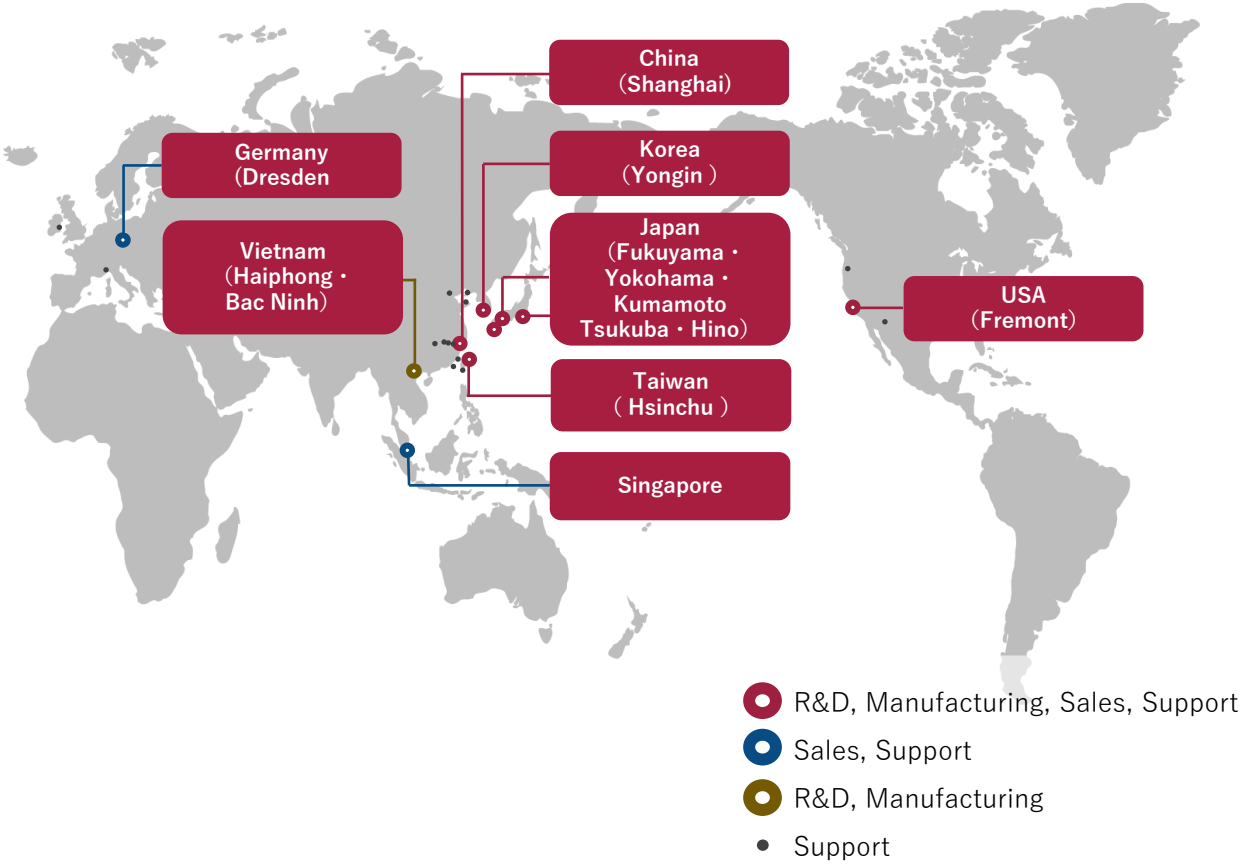 China
（Shanghai）
Germany
（Dresden
Korea
（Yongin ）
Vietnam
（Haiphong・
Bac Ninh）
Japan
（Fukuyama・
Yokohama・
Kumamoto
Tsukuba・Hino）
USA
（Fremont）
Taiwan
（ Hsinchu ）
Singapore
R&D, Manufacturing, Sales, Support
Sales, Support
R&D, Manufacturing
Support